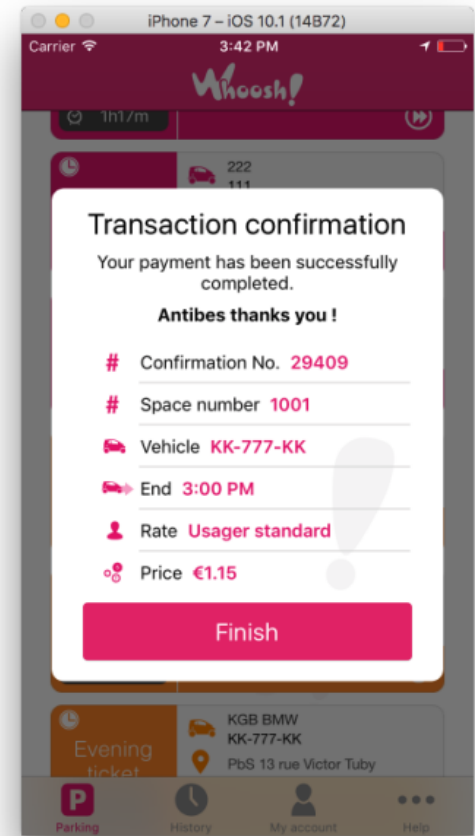 iPhone 7 – iOS 10.1 (14B72)
Carrier 3:42 PM
Whoosh!
1h17m
222
111
Transaction confirmation
Your payment has been successfully
completed.
Antibes thanks you !
# Confirmation No. 29409
# Space number 1001
Vehicle KK-777-KK
End 3:00 PM
Rate Usager standard
Price €1.15
Finish
KGB BMW
KK-777-KK
Evening
ticket
PbS 13 rue Victor Tuby
P
Parking History My account Help